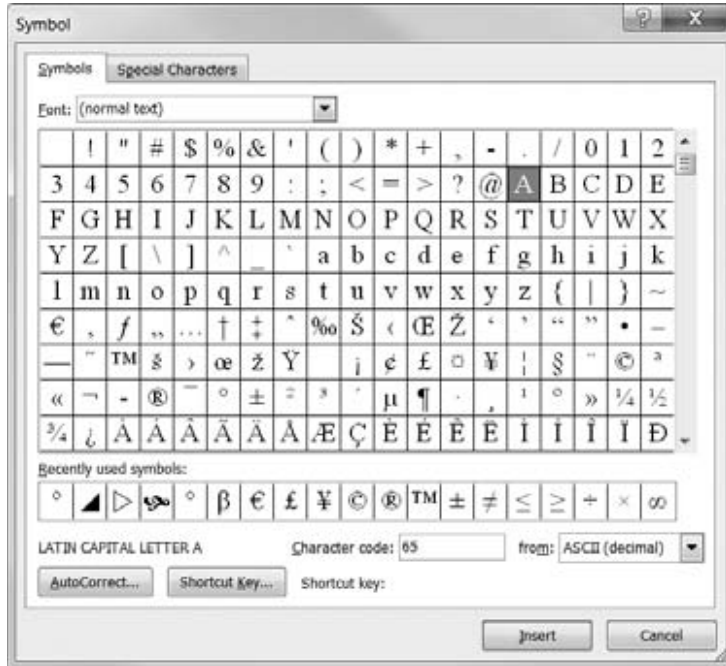 Symbol
Symbols Special Characters
Font: (normal text)
! " # $ % & ' ( ) * + , - . / 0 1 2
3 4 5 6 7 8 9 : ; < = > ? @ A B C D E
F G H I J K L M N O P Q R S T U V W X
Y Z [ \ ] ^ _ ` a b c d e f g h i j k
l m n o p q r s t u v w x y z { | } ~
€ ‚ ƒ „ … † ‡ ˆ ‰ Š ‹ Œ Ž ‘ ’ “ ” • –
— ˜ ™ š › œ ž Ÿ ¡ ¢ £ ¤ ¥ ¦ § ¨ © ª
« ¬ - ® ¯ ° ± ² ³ ´ µ ¶ · ¸ ¹ º » ¼ ½
¾ ¿ À Á Â Ã Ä Å Æ Ç È É Ê Ë Ì Í Î Ï Ð
Recently used symbols:
° ◢ ▷ ° β € £ ¥ © ® ™ ± ≠ ≤ ≥ ÷ × ∞
LATIN CAPITAL LETTER A Character code: 65 from: ASCII (decimal)
AutoCorrect... Shortcut Key... Shortcut key:
Insert Cancel